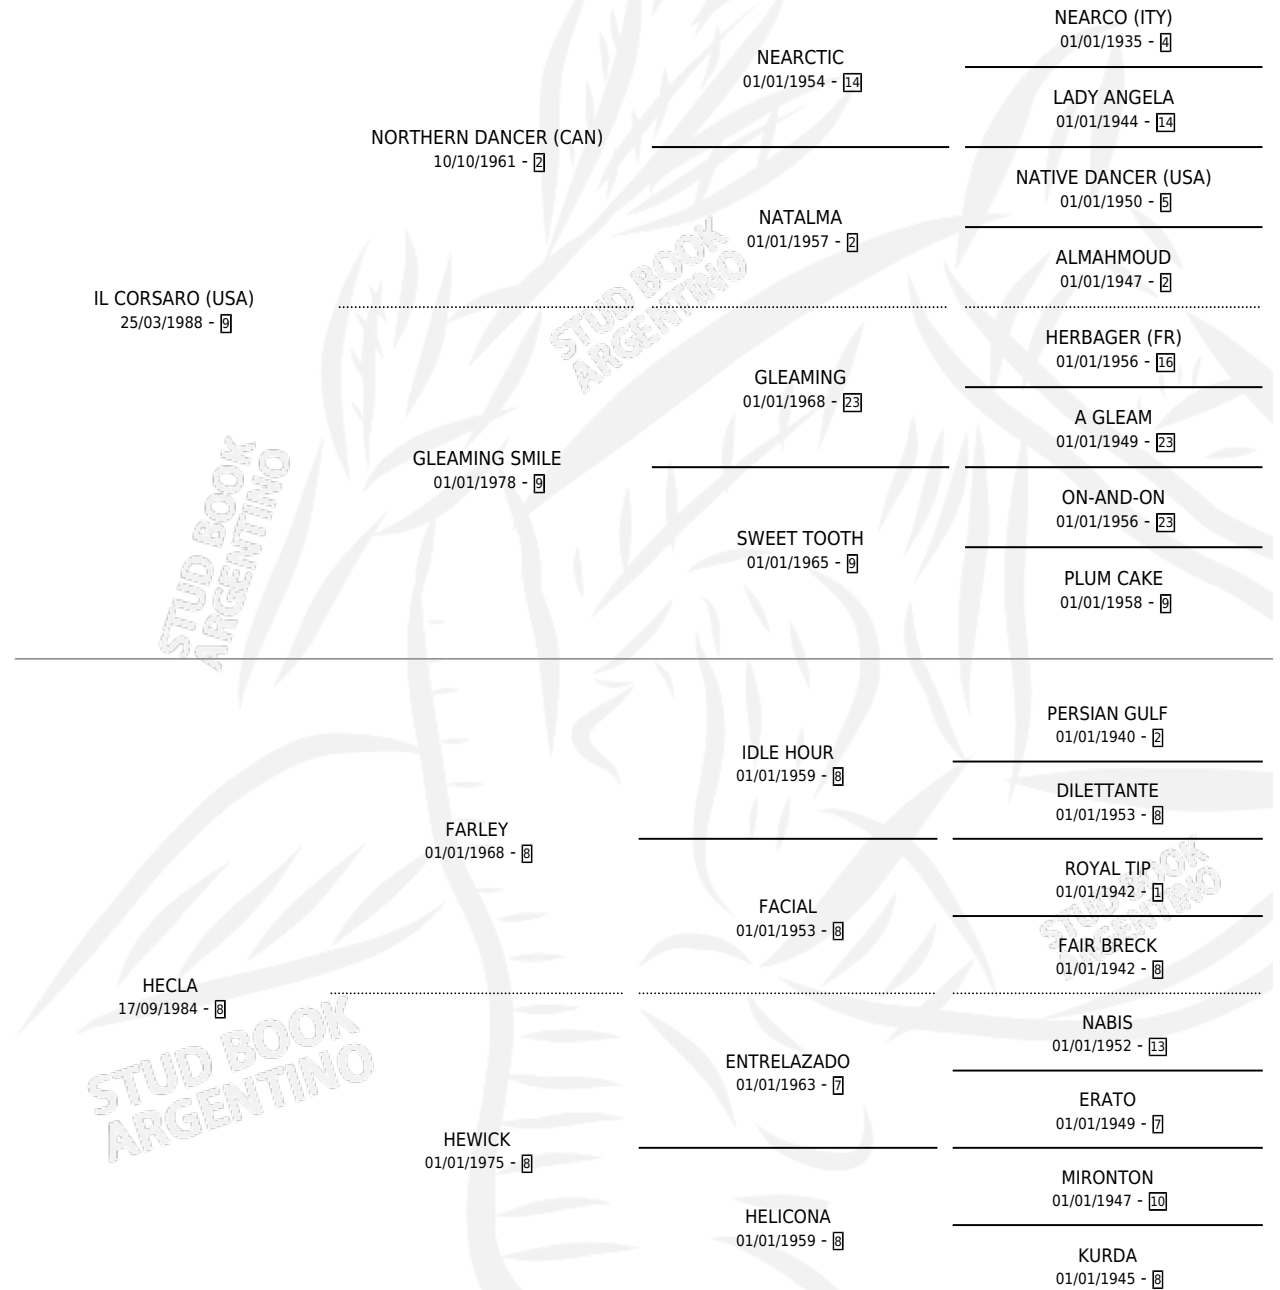 NEARCO (ITY)
01/01/1935 - 4
NEARCTIC
01/01/1954 - 14
LADY ANGELA
01/01/1944 - 14
NORTHERN DANCER (CAN)
10/10/1961 - 2
NATIVE DANCER (USA)
01/01/1950 - 5
NATALMA
01/01/1957 - 2
ALMAHMOUD
01/01/1947 - 2
IL CORSARO (USA)
25/03/1988 - 9
HERBAGER (FR)
01/01/1956 - 16
GLEAMING
01/01/1968 - 23
A GLEAM
01/01/1949 - 23
GLEAMING SMILE
01/01/1978 - 9
ON-AND-ON
01/01/1956 - 23
SWEET TOOTH
01/01/1965 - 9
PLUM CAKE
01/01/1958 - 9
STUD BOOK
ARGENTINO
STUD BOOK
ARGENTINO
PERSIAN GULF
01/01/1940 - 2
IDLE HOUR
01/01/1959 - 8
DILETTANTE
01/01/1953 - 8
FARLEY
01/01/1968 - 8
ROYAL TIP
01/01/1942 - 1
FACIAL
01/01/1953 - 8
FAIR BRECK
01/01/1942 - 8
STUD BOOK
ARGENTINO
HECLA
17/09/1984 - 8
NABIS
01/01/1952 - 13
ENTRELAZADO
01/01/1963 - 7
ERATO
01/01/1949 - 7
HEWICK
01/01/1975 - 8
MIRONTON
01/01/1947 - 10
HELICONA
01/01/1959 - 8
KURDA
01/01/1945 - 8
STUD BOOK
ARGENTINO